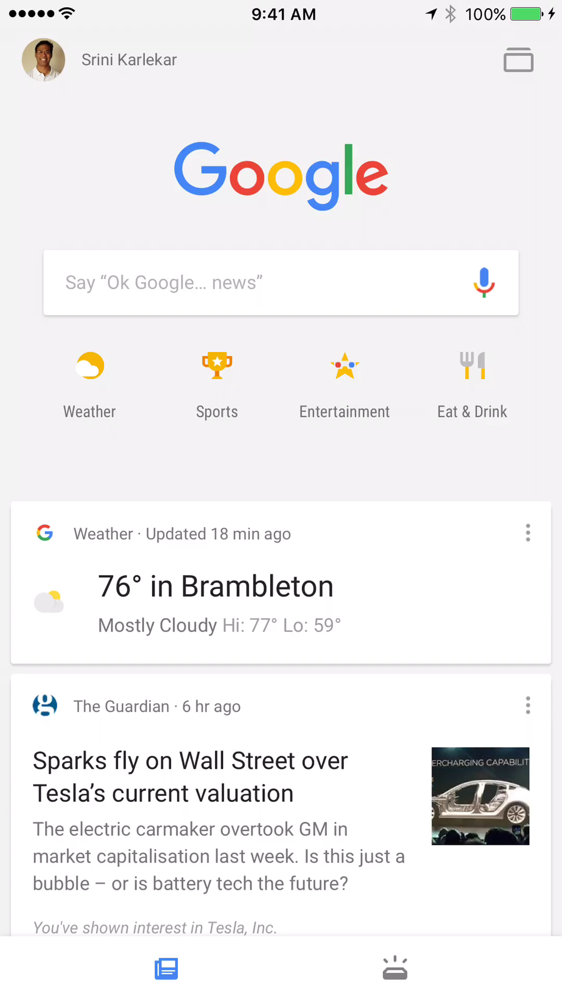 9:41 AM
100%
Srini Karlekar
Google
Say “Ok Google... news”
Weather
Sports
Entertainment
Eat & Drink
Weather · Updated 18 min ago
76° in Brambleton
Mostly Cloudy Hi: 77° Lo: 59°
The Guardian · 6 hr ago
Sparks fly on Wall Street over
Tesla’s current valuation
ERCHARGING CAPABILIT
The electric carmaker overtook GM in
market capitalisation last week. Is this just a
bubble – or is battery tech the future?
You've shown interest in Tesla, Inc.